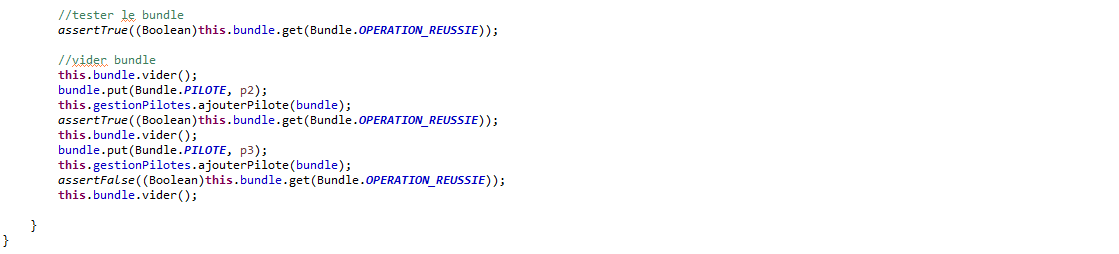 //tester le bundle
assertTrue((Boolean)this.bundle.get(Bundle.OPERATION_REUSSIE));
//vider bundle
this.bundle.vider();
bundle.put(Bundle.PILOTE, p2);
this.gestionPilotes.ajouterPilote(bundle);
assertTrue((Boolean)this.bundle.get(Bundle.OPERATION_REUSSIE));
this.bundle.vider();
bundle.put(Bundle.PILOTE, p3);
this.gestionPilotes.ajouterPilote(bundle);
assertFalse((Boolean)this.bundle.get(Bundle.OPERATION_REUSSIE));
this.bundle.vider();
}
}